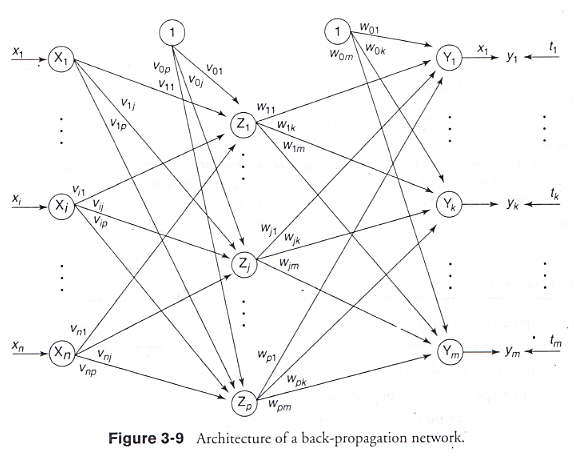 1 1
x1 X1 v0p v0j v01 v11 w0m w0k w01 Y1 x1 y1 t1
v1j
v1p
Z1 w11
w1k
w1m
xi Xi vi1 vij vip Yk yk tk
Zj wj1 wjk
wjm
xn Xn vn1 vnj
vnp
wp1 Ym ym tm
Zp wpk
wpm
Figure 3-9 Architecture of a back-propagation network.